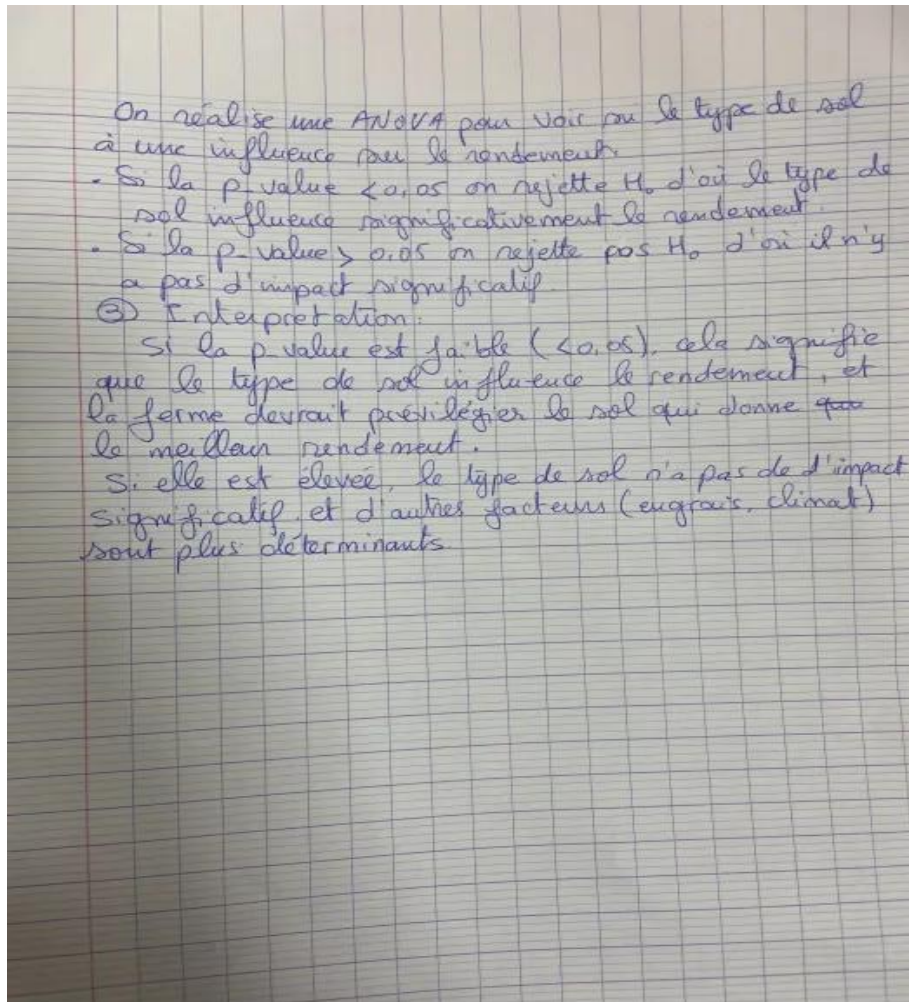 On réalise une ANOVA pour voir si le type de sol
à une influence sur le rendement.
. Si la p-value <0,05 on rejette H0 d'où le type de
sol influence significativement le rendement.
. Si la p-value > 0,05 on rejette pas H0 d'où il n'y
a pas d'impact significatif
③ Interpretation:
Si la p-value est faible (<0,05), cela signifie
que le type de sol influence le rendement, et
la ferme devrait prévilégier le sol qui donne
le meilleur rendement.
Si elle est élevée, le type de sol n'a pas de d'impact
significatif, et d'autres facteurs (engrais, climat)
sont plus déterminants